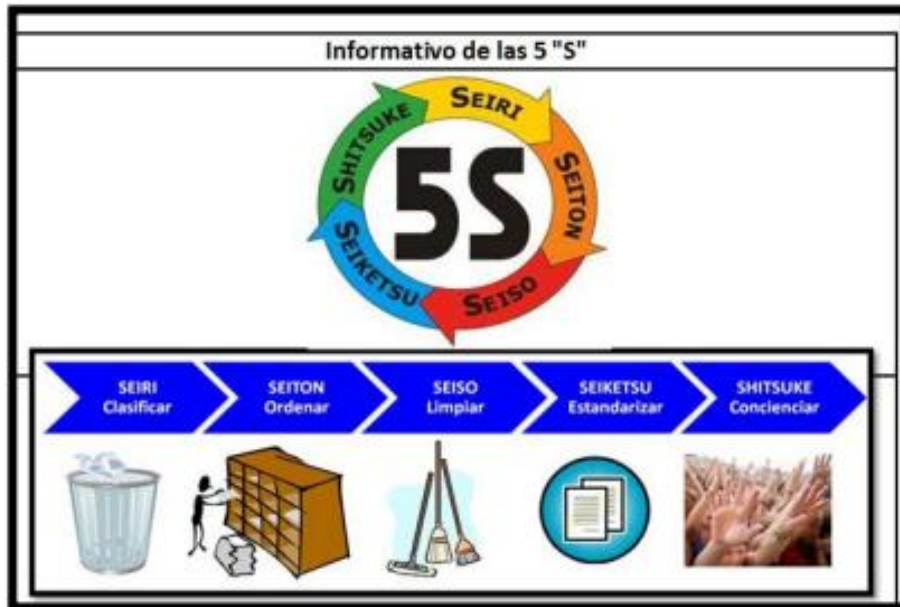 Informativo de las 5 "S"
SEIRI
SEITON
SEISO
SEIKETSU
SHITSUKE
5S
SEIRI
Clasificar
SEITON
Ordenar
SEISO
Limpiar
SEIKETSU
Estandarizar
SHITSUKE
Concienciar